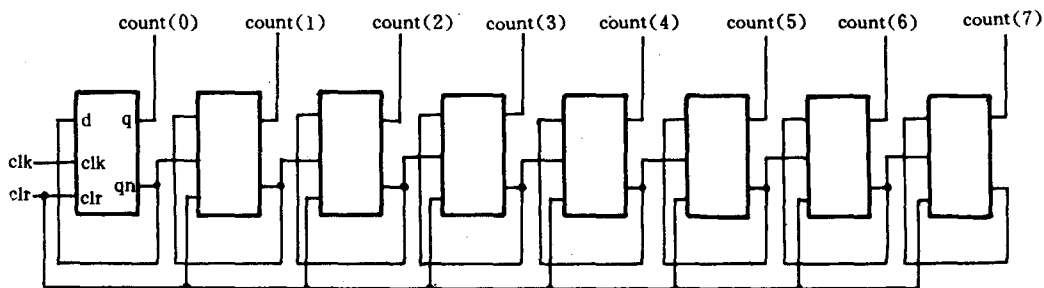 count(0) count(1) count(2) count(3) count(4) count(5) count(6) count(7)
d q
clk clk
clr clr qn